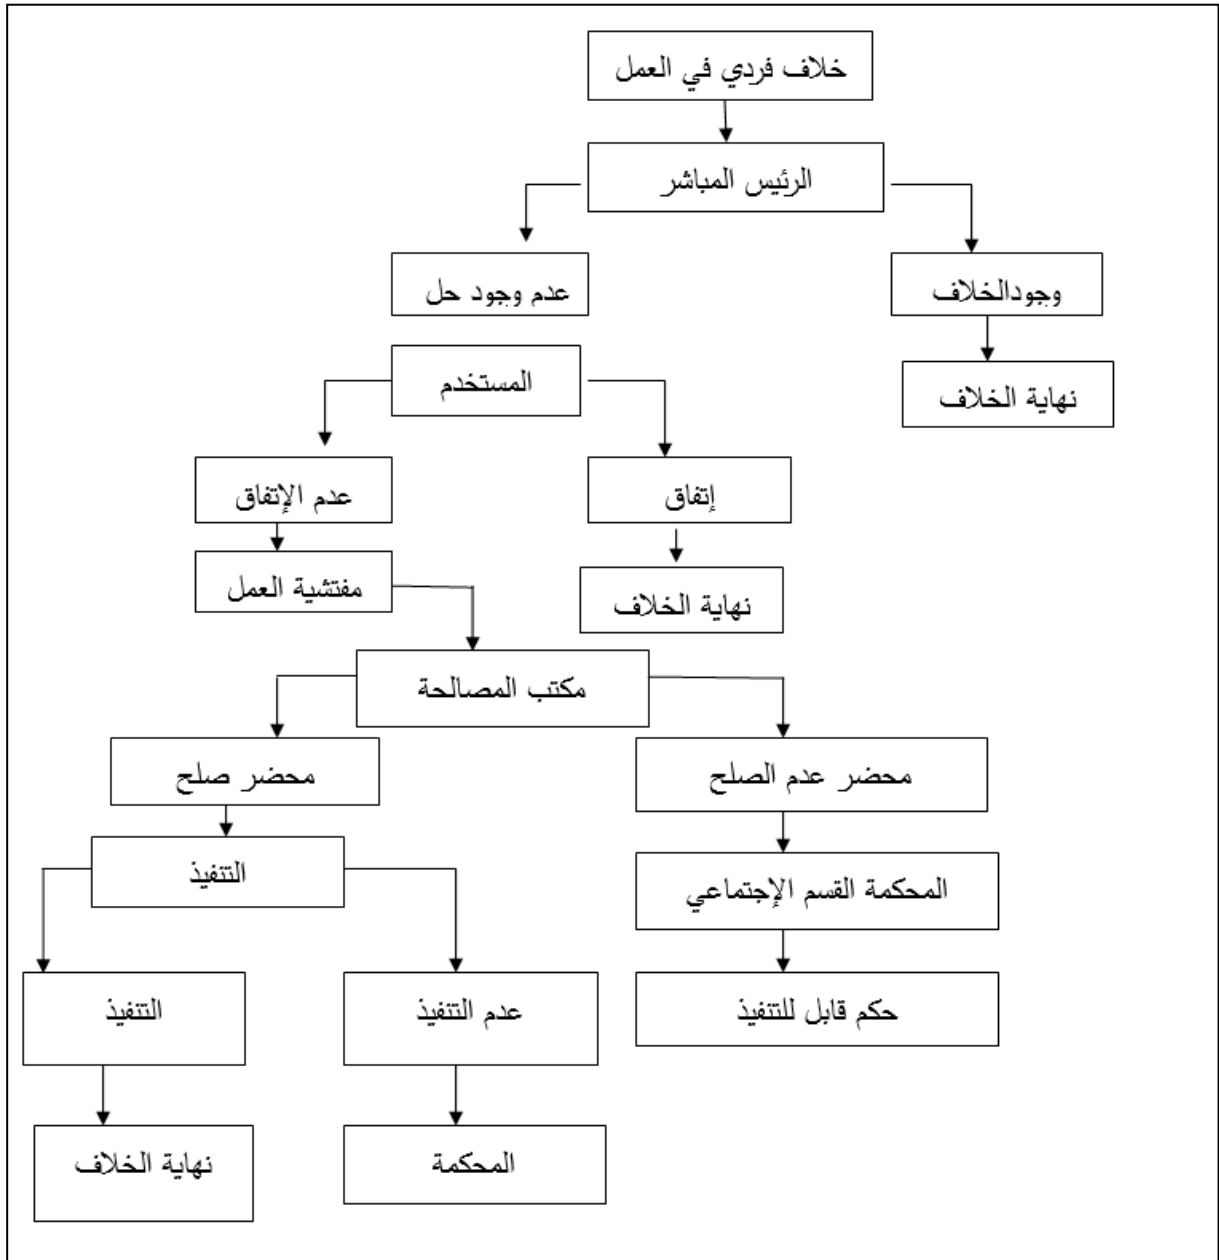 خلاف فردي في العمل
الرئيس المباشر
وجودالخلاف
عدم وجود حل
نهاية الخلاف
المستخدم
إتفاق
عدم الإتفاق
نهاية الخلاف
مفتشية العمل
مكتب المصالحة
محضر عدم الصلح
محضر صلح
التنفيذ
المحكمة القسم الإجتماعي
حكم قابل للتنفيذ
عدم التنفيذ
التنفيذ
المحكمة
نهاية الخلاف